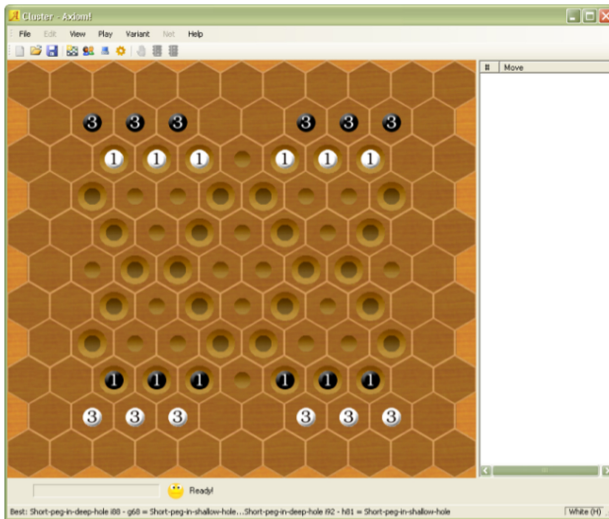 Cluster - Axiom!
File Edit View Play Variant Net Help
# Move
3 3 3 3 3 3
1 1 1 1 1 1
1 1 1 1 1 1
3 3 3 3 3 3
Ready!
Best: Short-peg-in-deep-hole i88 - g68 = Short-peg-in-shallow-hole...Short-peg-in-deep-hole i92 - h81 = Short-peg-in-shallow-hole White (H)